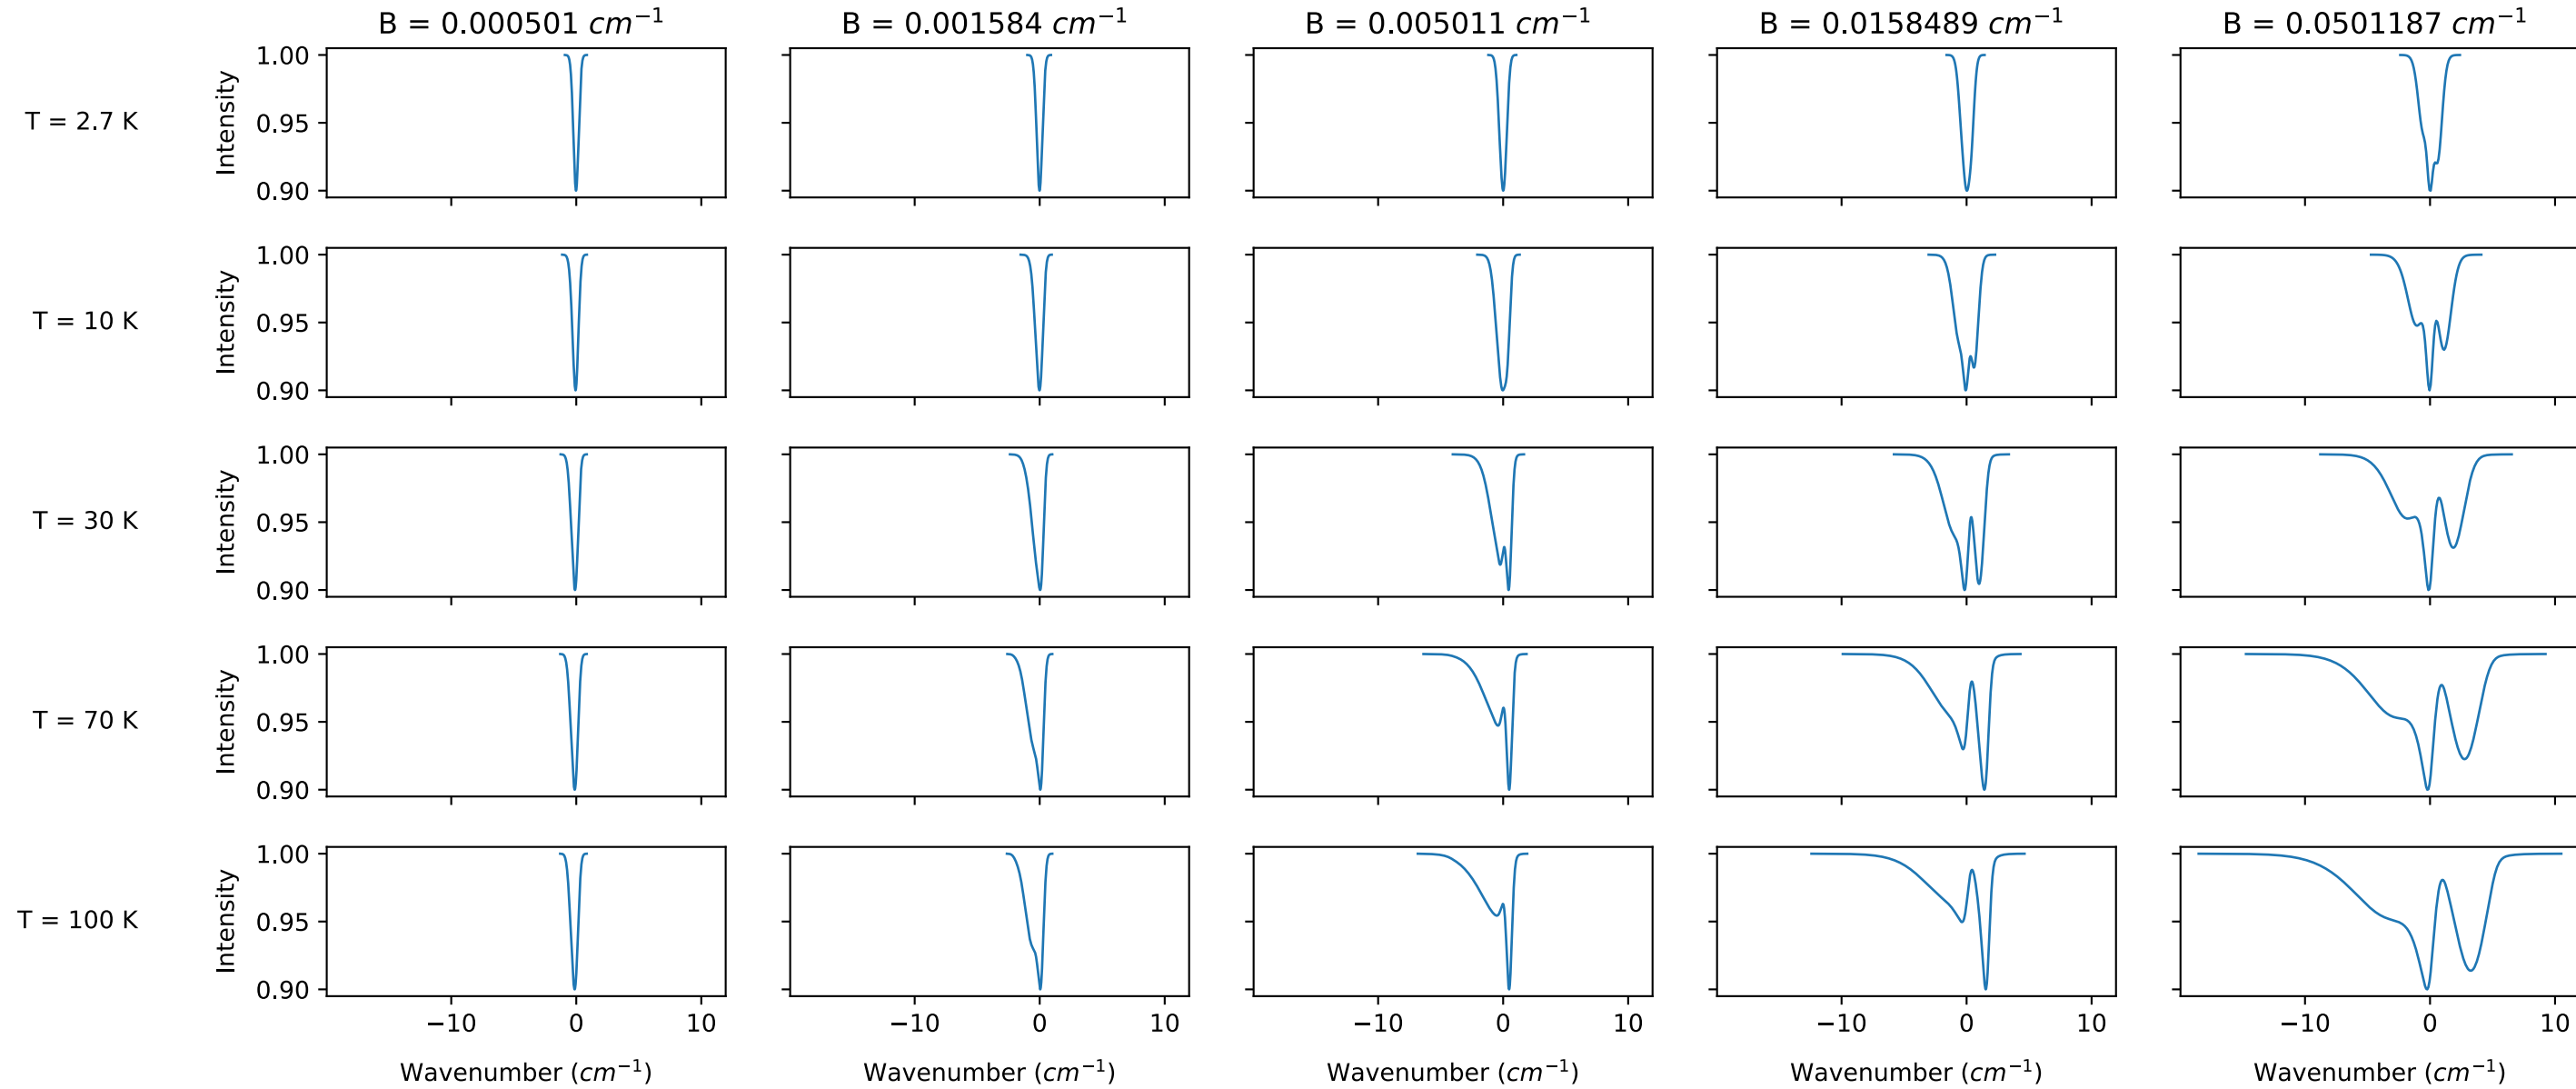 B = 0.000501 cm⁻¹ B = 0.001584 cm⁻¹ B = 0.005011 cm⁻¹ B = 0.0158489 cm⁻¹ B = 0.0501187 cm⁻¹
T = 2.7 K
Intensity
1.00
0.95
0.90
T = 10 K
Intensity
1.00
0.95
0.90
T = 30 K
Intensity
1.00
0.95
0.90
T = 70 K
Intensity
1.00
0.95
0.90
T = 100 K
Intensity
1.00
0.95
0.90
−10 0 10 −10 0 10 −10 0 10 −10 0 10 −10 0 10
Wavenumber (cm⁻¹) Wavenumber (cm⁻¹) Wavenumber (cm⁻¹) Wavenumber (cm⁻¹) Wavenumber (cm⁻¹)